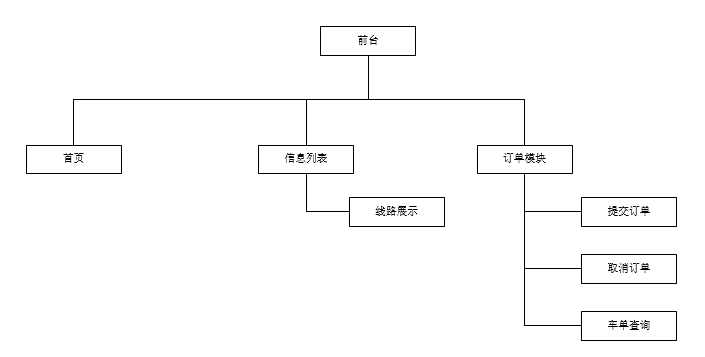 前台
首页
信息列表
订单模块
线路展示
提交订单
取消订单
车单查询